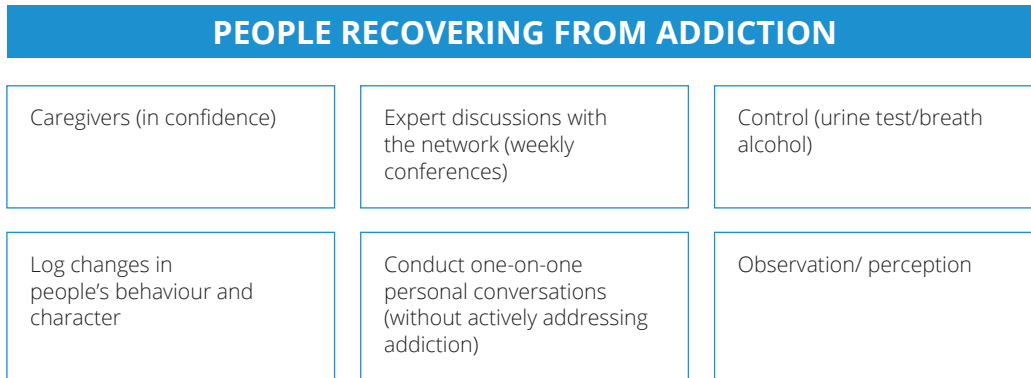 PEOPLE RECOVERING FROM ADDICTION
Caregivers (in confidence)
Expert discussions with
the network (weekly
conferences)
Control (urine test/breath
alcohol)
Log changes in
people’s behaviour and
character
Conduct one-on-one
personal conversations
(without actively addressing
addiction)
Observation/ perception